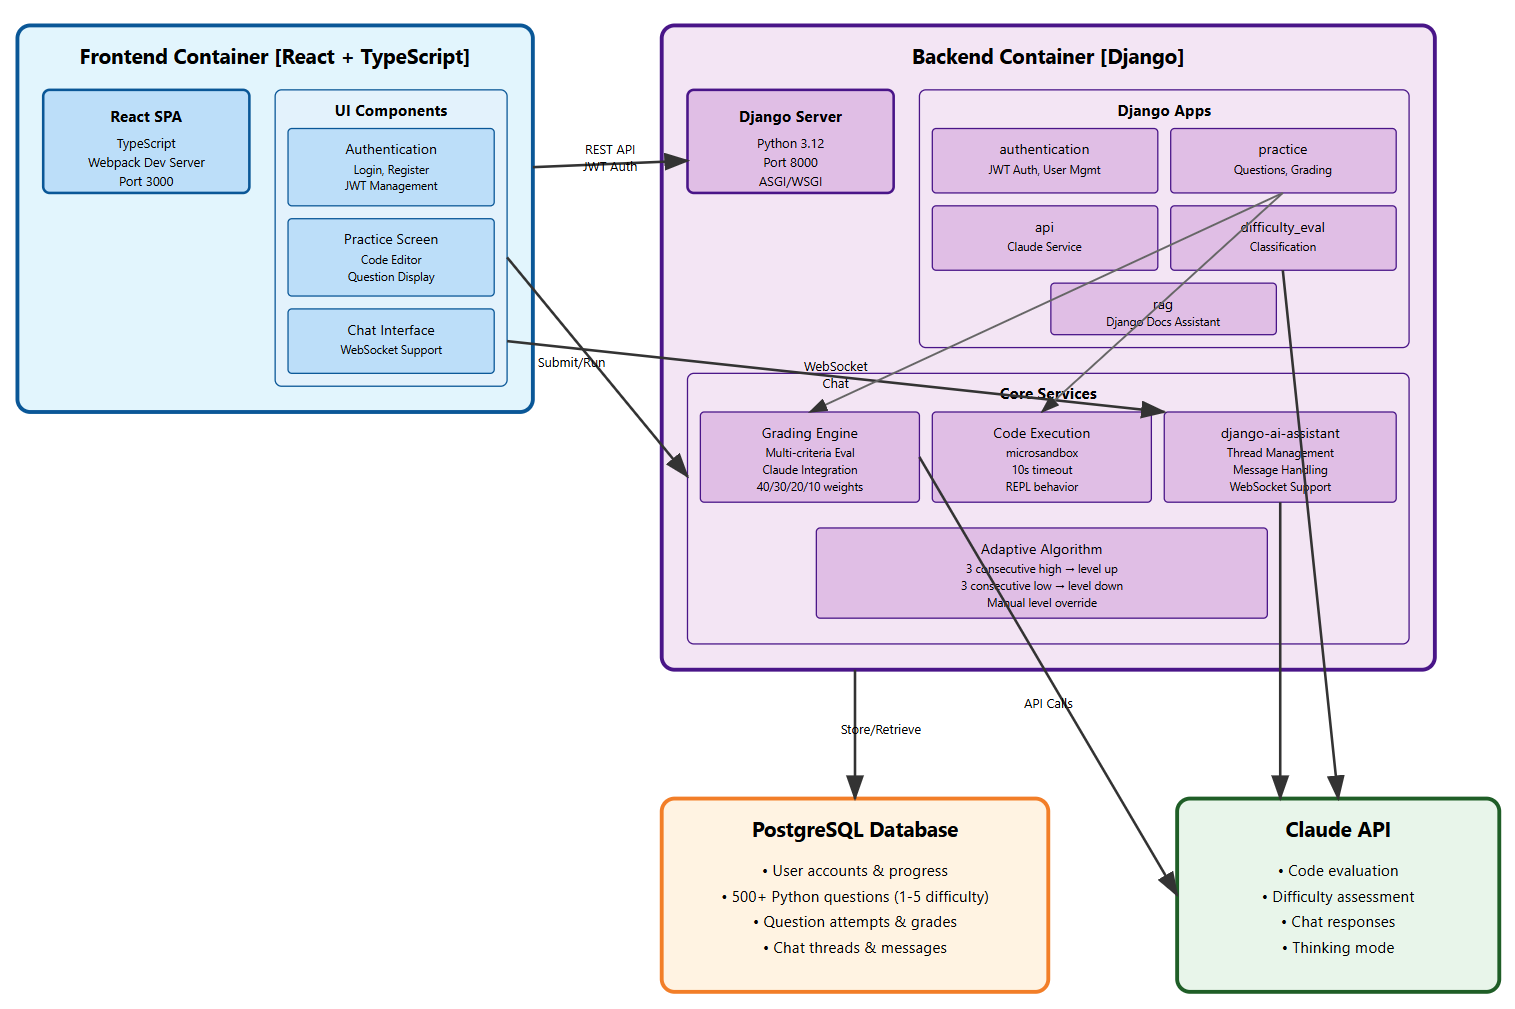 Frontend Container [React + TypeScript]
React SPA
TypeScript
Webpack Dev Server
Port 3000
UI Components
Authentication
Login, Register
JWT Management
Practice Screen
Code Editor
Question Display
Chat Interface
WebSocket Support
REST API
JWT Auth
Submit/Run
WebSocket
Chat
Backend Container [Django]
Django Server
Python 3.12
Port 8000
ASGI/WSGI
Django Apps
authentication
JWT Auth, User Mgmt
practice
Questions, Grading
api
Claude Service
difficulty_eval
Classification
rag
Django Docs Assistant
Core Services
Grading Engine
Multi-criteria Eval
Claude Integration
40/30/20/10 weights
Code Execution
microsandbox
10s timeout
REPL behavior
django-ai-assistant
Thread Management
Message Handling
WebSocket Support
Adaptive Algorithm
3 consecutive high → level up
3 consecutive low → level down
Manual level override
Store/Retrieve
API Calls
PostgreSQL Database
• User accounts & progress
• 500+ Python questions (1-5 difficulty)
• Question attempts & grades
• Chat threads & messages
Claude API
• Code evaluation
• Difficulty assessment
• Chat responses
• Thinking mode